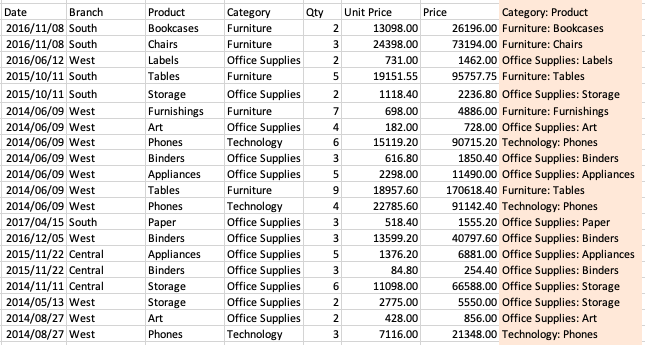 Date Branch Product Category Qty Unit Price Price Category: Product
2016/11/08 South Bookcases Furniture 2 13098.00 26196.00 Furniture: Bookcases
2016/11/08 South Chairs Furniture 3 24398.00 73194.00 Furniture: Chairs
2016/06/12 West Labels Office Supplies 2 731.00 1462.00 Office Supplies: Labels
2015/10/11 South Tables Furniture 5 19151.55 95757.75 Furniture: Tables
2015/10/11 South Storage Office Supplies 2 1118.40 2236.80 Office Supplies: Storage
2014/06/09 West Furnishings Furniture 7 698.00 4886.00 Furniture: Furnishings
2014/06/09 West Art Office Supplies 4 182.00 728.00 Office Supplies: Art
2014/06/09 West Phones Technology 6 15119.20 90715.20 Technology: Phones
2014/06/09 West Binders Office Supplies 3 616.80 1850.40 Office Supplies: Binders
2014/06/09 West Appliances Office Supplies 5 2298.00 11490.00 Office Supplies: Appliances
2014/06/09 West Tables Furniture 9 18957.60 170618.40 Furniture: Tables
2014/06/09 West Phones Technology 4 22785.60 91142.40 Technology: Phones
2017/04/15 South Paper Office Supplies 3 518.40 1555.20 Office Supplies: Paper
2016/12/05 West Binders Office Supplies 3 13599.20 40797.60 Office Supplies: Binders
2015/11/22 Central Appliances Office Supplies 5 1376.20 6881.00 Office Supplies: Appliances
2015/11/22 Central Binders Office Supplies 3 84.80 254.40 Office Supplies: Binders
2014/11/11 Central Storage Office Supplies 6 11098.00 66588.00 Office Supplies: Storage
2014/05/13 West Storage Office Supplies 2 2775.00 5550.00 Office Supplies: Storage
2014/08/27 West Art Office Supplies 2 428.00 856.00 Office Supplies: Art
2014/08/27 West Phones Technology 3 7116.00 21348.00 Technology: Phones